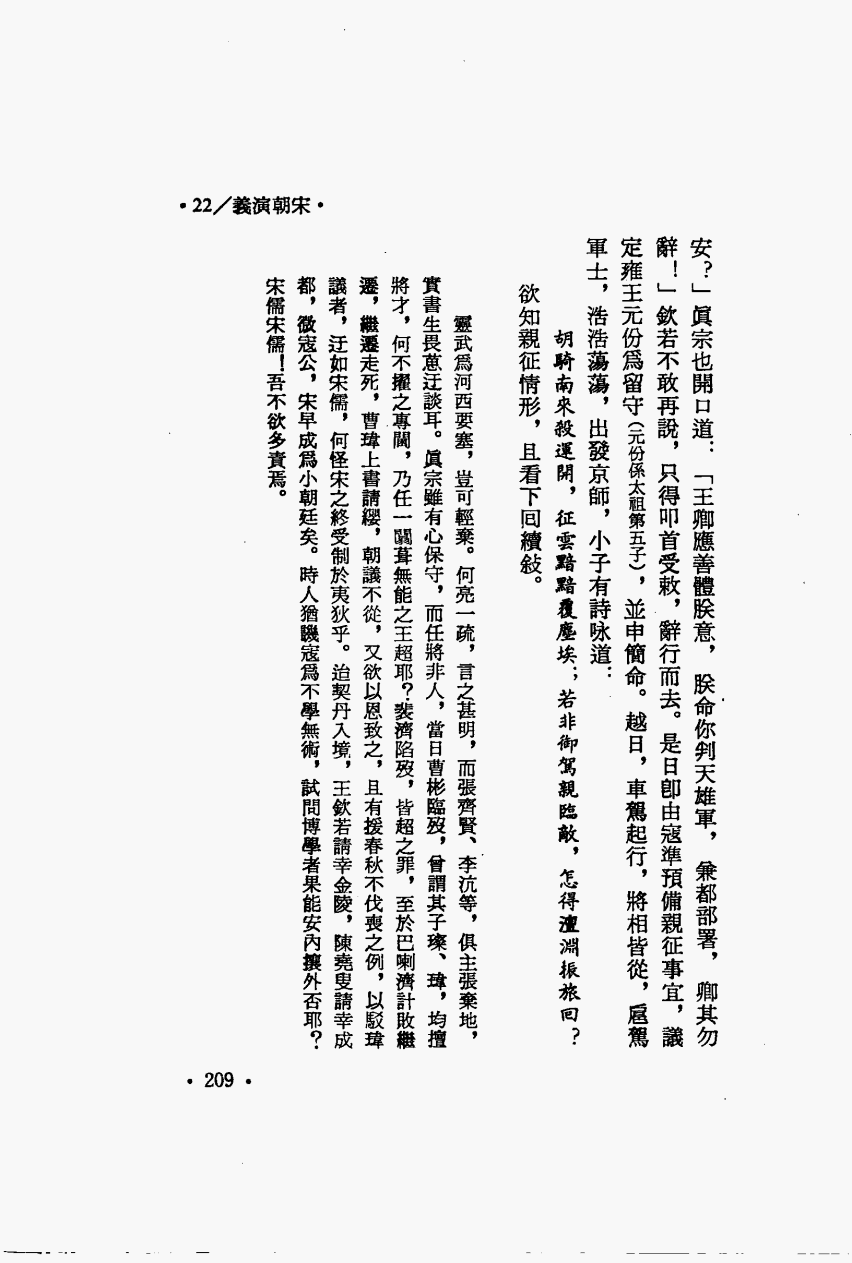 •22／義演朝宋•
安？」眞宗也開口道：「王卿應善體朕意，朕命你判天雄軍，兼都部署，卿其勿
辭！」欽若不敢再說，只得叩首受敕，辭行而去。是日卽由寇準預備親征事宜，議
定雍王元份爲留守（元份係太祖第五子），並申簡命。越日，車駕起行，將相皆從，扈駕
軍士，浩浩蕩蕩，出發京師，小子有詩咏道：
胡騎南來殺運開，征雲黯黯覆塵埃；若非御駕親臨敵，怎得澶淵振旅回？
欲知親征情形，且看下回續敍。
靈武爲河西要塞，豈可輕棄。何亮一疏，言之甚明，而張齊賢、李沆等，俱主張棄地，
實書生畏葸迂談耳。眞宗雖有心保守，而任將非人，當日曹彬臨歿，曾謂其子璨、瑋，均擅
將才，何不擢之專閫，乃任一闒葺無能之王超耶？裴濟陷歿，皆超之罪，至於巴喇濟計敗繼
遷，繼遷走死，曹瑋上書請纓，朝議不從，又欲以恩致之，且有援春秋不伐喪之例，以駁瑋
議者，迂如宋儒，何怪宋之終受制於夷狄乎。迨契丹入境，王欽若請幸金陵，陳堯叟請幸成
都，微寇公，宋早成爲小朝廷矣。時人猶譏寇爲不學無術，試問博學者果能安內攘外否耶？
宋儒宋儒！吾不欲多責焉。
•209•